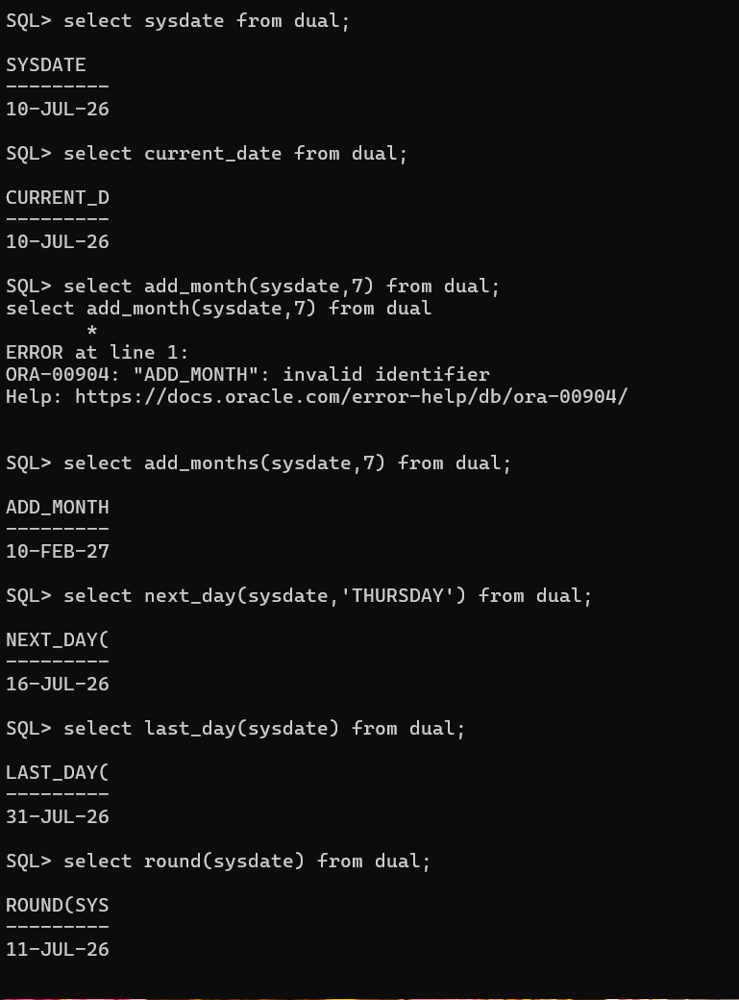 SQL> select sysdate from dual;
SYSDATE
---------
10-JUL-26
SQL> select current_date from dual;
CURRENT_D
---------
10-JUL-26
SQL> select add_month(sysdate,7) from dual;
select add_month(sysdate,7) from dual
*
ERROR at line 1:
ORA-00904: "ADD_MONTH": invalid identifier
Help: https://docs.oracle.com/error-help/db/ora-00904/
SQL> select add_months(sysdate,7) from dual;
ADD_MONTH
---------
10-FEB-27
SQL> select next_day(sysdate,'THURSDAY') from dual;
NEXT_DAY(
---------
16-JUL-26
SQL> select last_day(sysdate) from dual;
LAST_DAY(
---------
31-JUL-26
SQL> select round(sysdate) from dual;
ROUND(SYS
---------
11-JUL-26